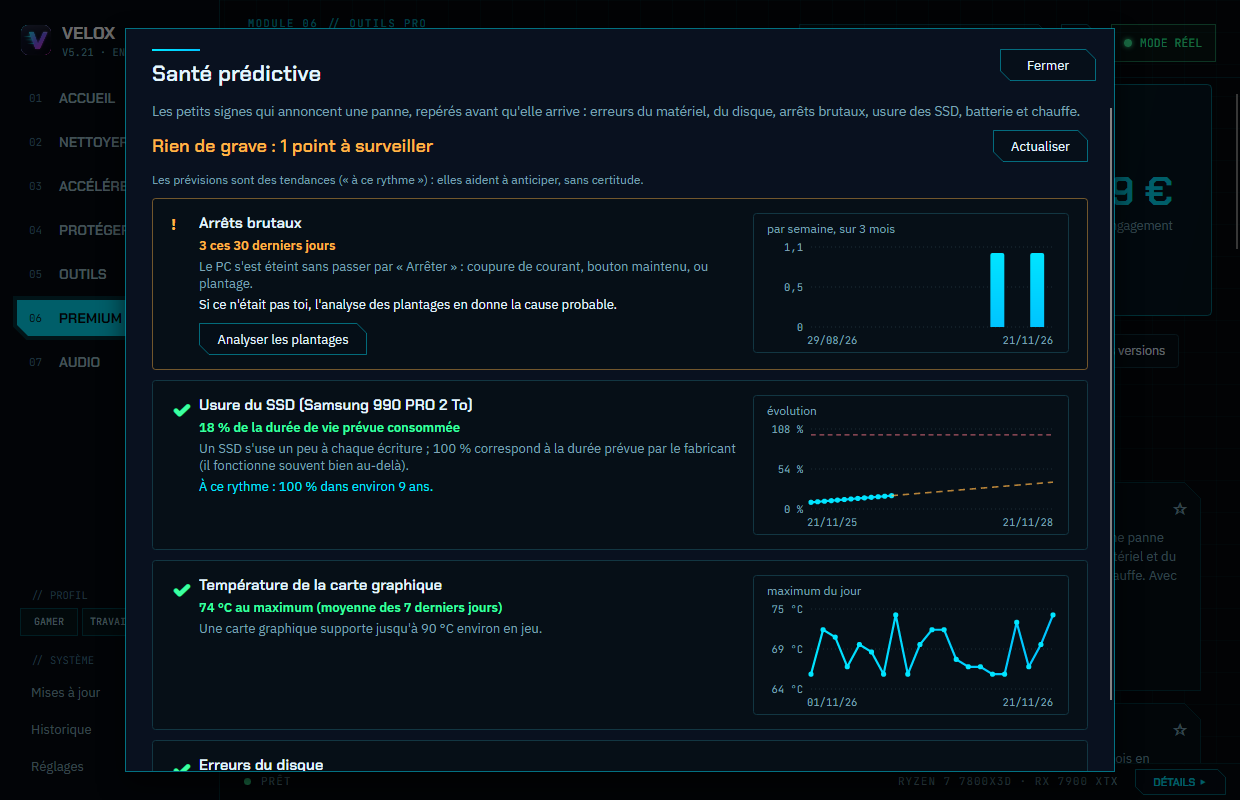 MODULE 06 // OUTILS PRO
VELOX
V5.21 · EN
MODE RÉEL
01 ACCUEIL
02 NETTOYER
03 ACCÉLÉRE
04 PROTÉGER
05 OUTILS
06 PREMIUM
07 AUDIO
// PROFIL
GAMER
TRAVAI
// SYSTÈME
Mises à jour
Historique
Réglages
Santé prédictive
Fermer
Les petits signes qui annoncent une panne, repérés avant qu'elle arrive : erreurs du matériel, du disque, arrêts brutaux, usure des SSD, batterie et chauffe.
Rien de grave : 1 point à surveiller
Actualiser
Les prévisions sont des tendances (« à ce rythme ») : elles aident à anticiper, sans certitude.
! Arrêts brutaux
3 ces 30 derniers jours
Le PC s'est éteint sans passer par « Arrêter » : coupure de courant, bouton maintenu, ou
plantage.
Si ce n'était pas toi, l'analyse des plantages en donne la cause probable.
Analyser les plantages
par semaine, sur 3 mois
1,1
0,5
0
29/08/26 21/11/26
Usure du SSD (Samsung 990 PRO 2 To)
18 % de la durée de vie prévue consommée
Un SSD s'use un peu à chaque écriture ; 100 % correspond à la durée prévue par le fabricant
(il fonctionne souvent bien au-delà).
À ce rythme : 100 % dans environ 9 ans.
évolution
108 %
54 %
0 %
21/11/25 21/11/28
Température de la carte graphique
74 °C au maximum (moyenne des 7 derniers jours)
Une carte graphique supporte jusqu'à 90 °C environ en jeu.
maximum du jour
75 °C
69 °C
64 °C
01/11/26 21/11/26
Erreurs du disque
9 €
gagement
versions
ne panne
tériel et du
auffe. Avec
ois en
PRÊT
RYZEN 7 7800X3D · RX 7900 XTX
DÉTAILS ▸